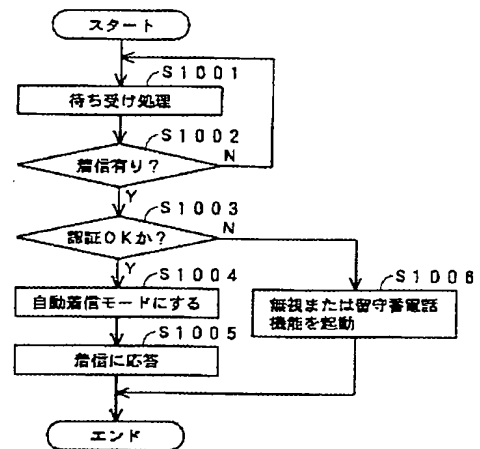 スタート
S1001
待ち受け処理
S1002
着信有り？
N
Y
S1003
認証OKか？
N
Y
S1004
自動着信モードにする
S1006
無視または留守番電話
機能を起動
S1005
着信に応答
エンド